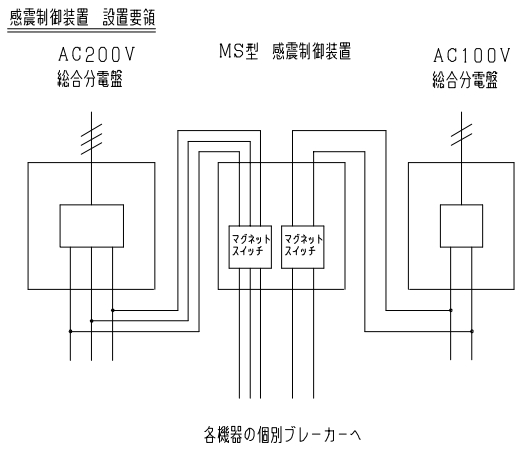 感震制御装置 設置要領
AC200V
総合分電盤
MS型 感震制御装置
AC100V
総合分電盤
マグネット
スイッチ
マグネット
スイッチ
各機器の個別ブレーカーへ